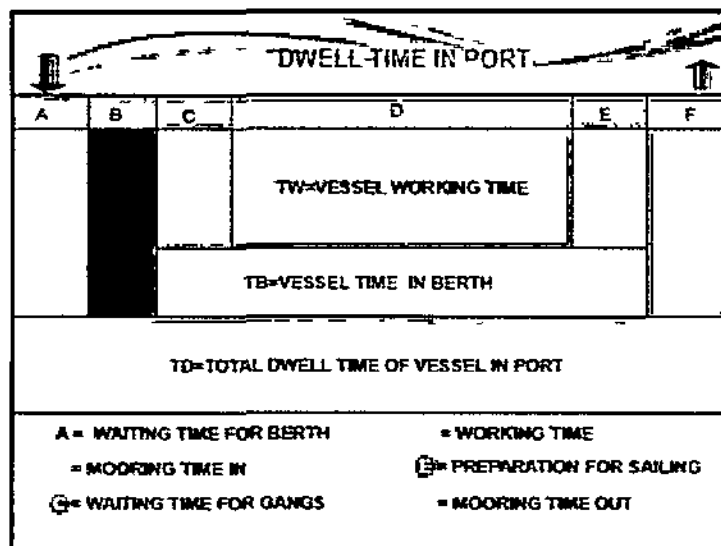 DWELL-TIME IN PORT
A B C D E F
TW=VESSEL WORKING TIME
TB=VESSEL TIME IN BERTH
TD=TOTAL DWELL TIME OF VESSEL IN PORT
A = WAITING TIME FOR BERTH = WORKING TIME
= MOORING TIME IN E= PREPARATION FOR SAILING
C= WAITING TIME FOR GANGS = MOORING TIME OUT